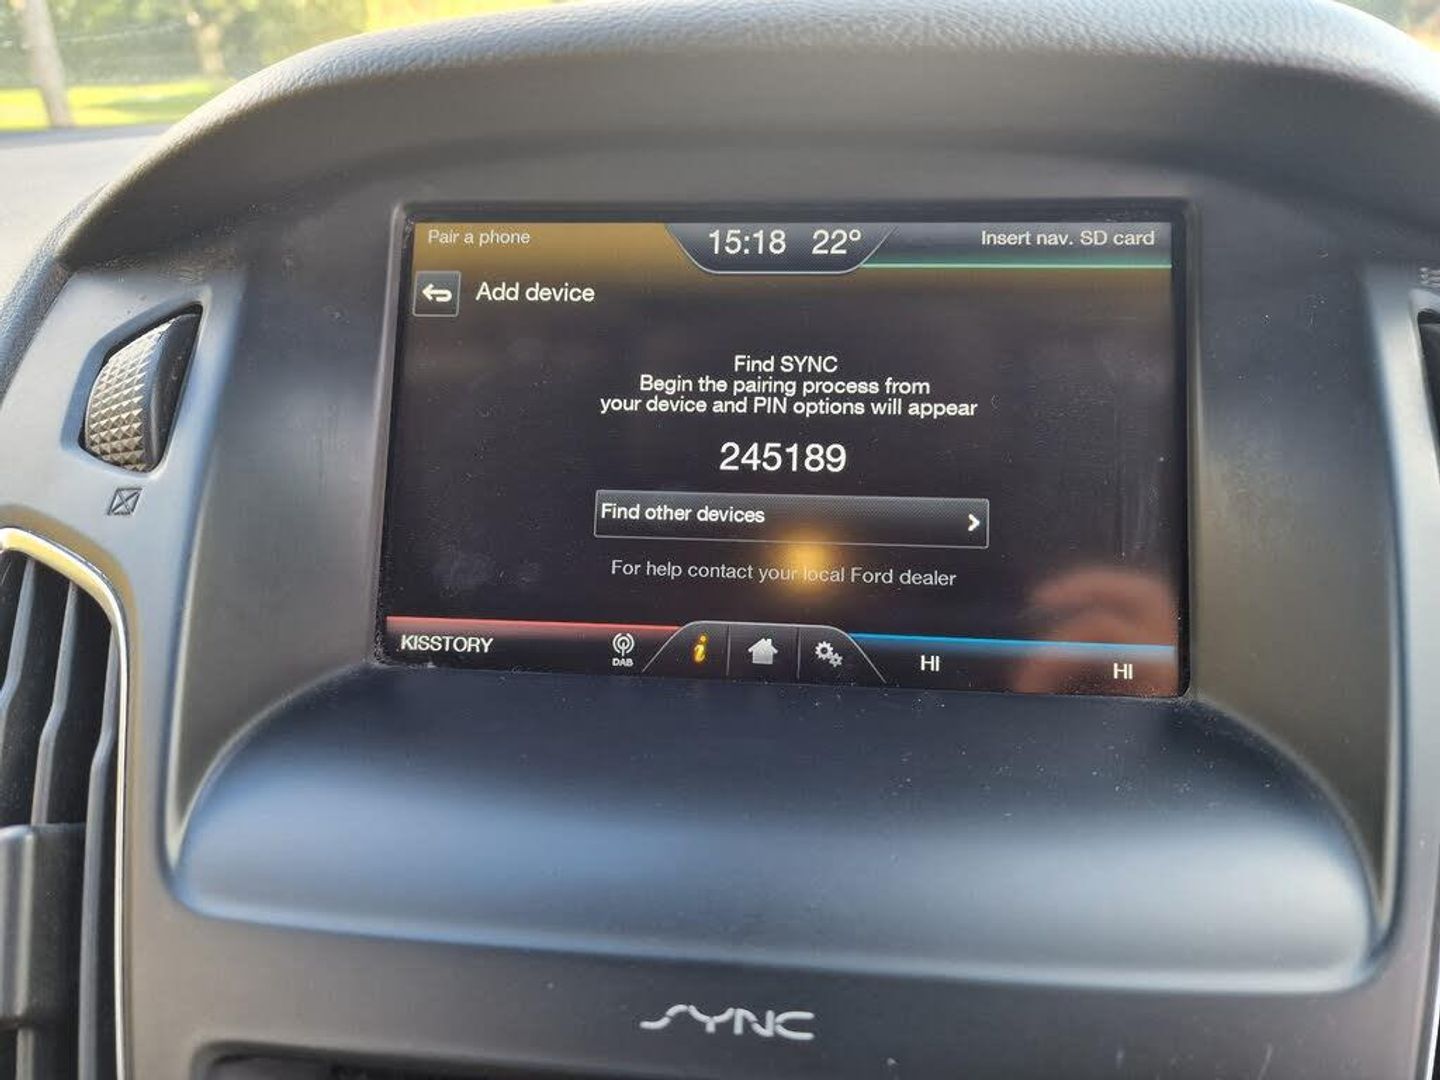 Pair a phone
15:18 22°
Insert nav. SD card
Add device
Find SYNC
Begin the pairing process from
your device and PIN options will appear
245189
Find other devices
For help contact your local Ford dealer
KISSTORY
DAB
i
HI
HI
SYNC